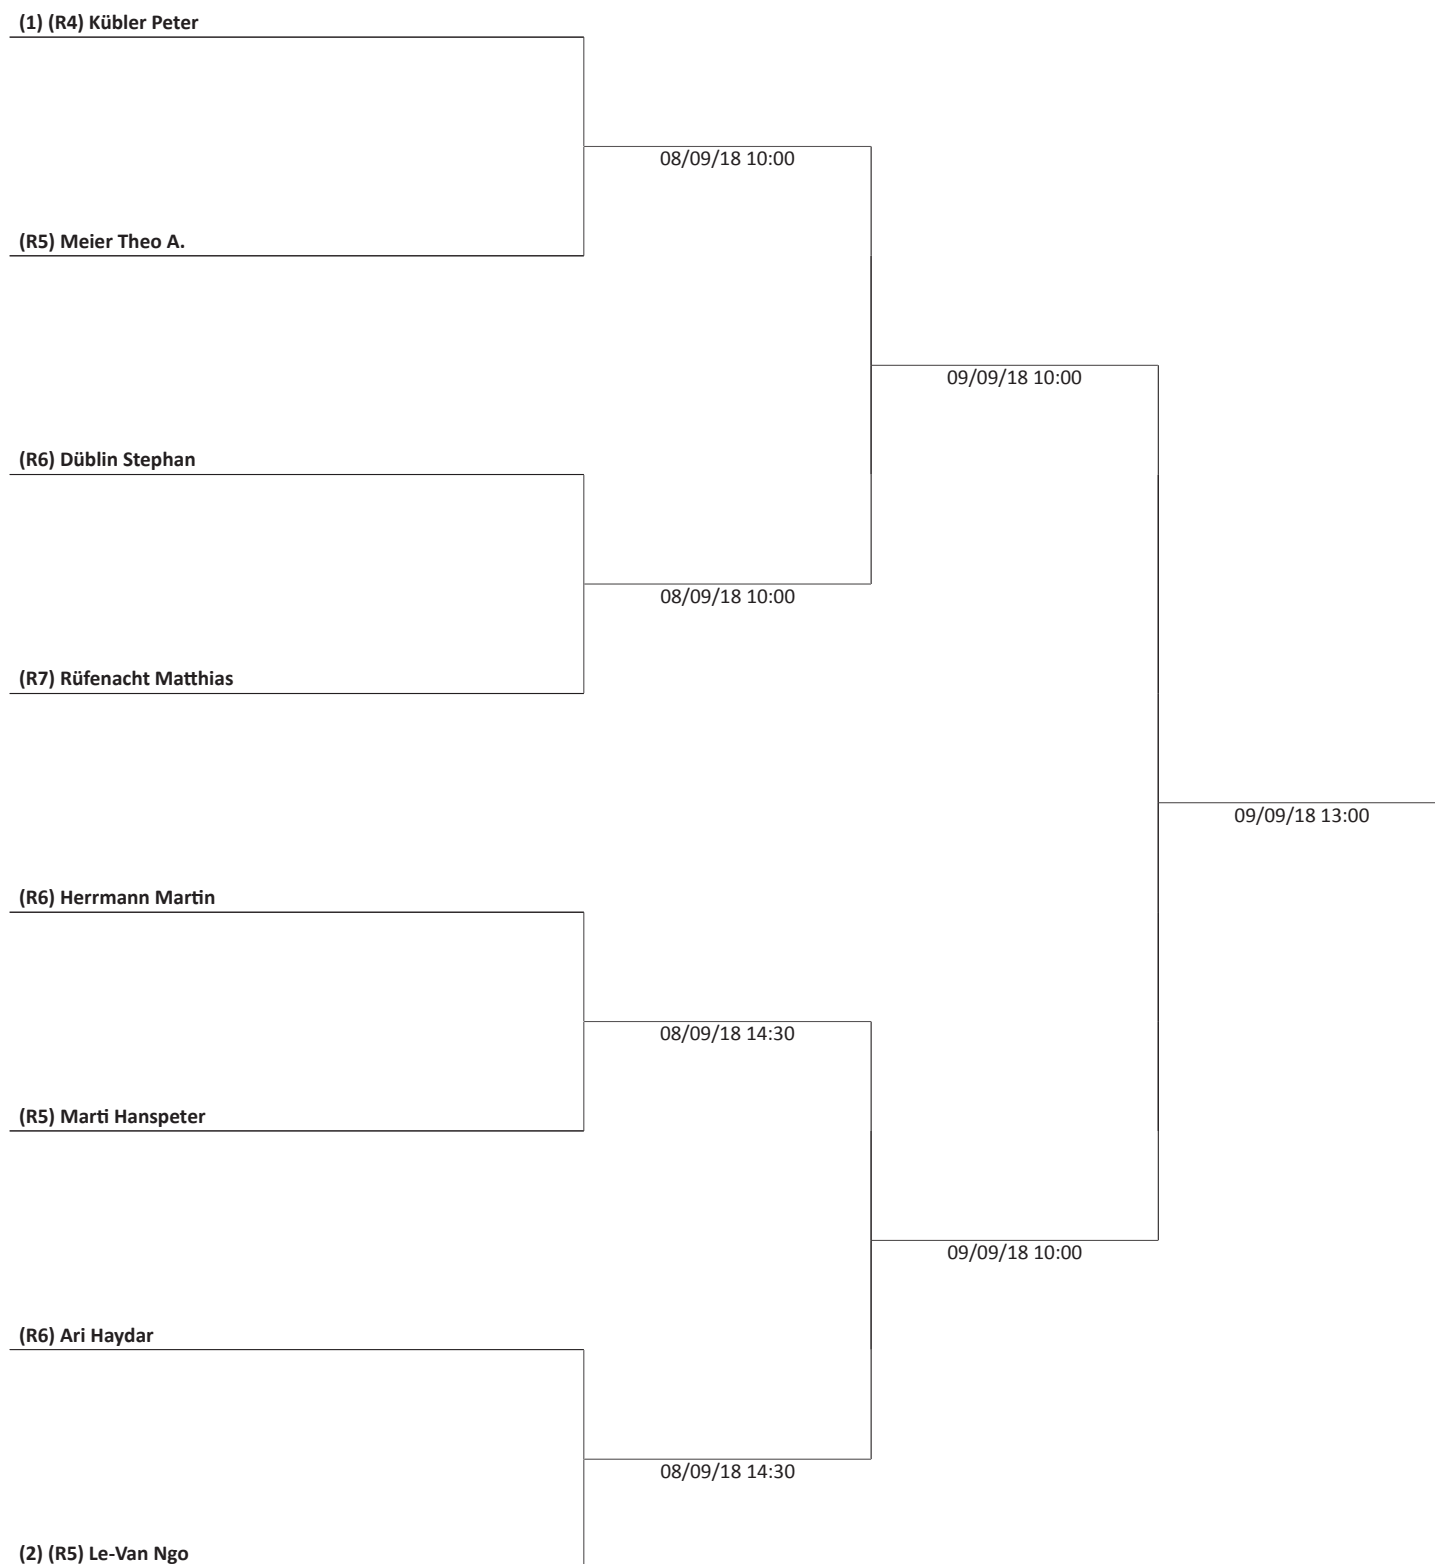 (1) (R4) Kübler Peter
08/09/18 10:00
(R5) Meier Theo A.
09/09/18 10:00
(R6) Düblin Stephan
08/09/18 10:00
(R7) Rüfenacht Matthias
09/09/18 13:00
(R6) Herrmann Martin
08/09/18 14:30
(R5) Marti Hanspeter
09/09/18 10:00
(R6) Ari Haydar
08/09/18 14:30
(2) (R5) Le-Van Ngo